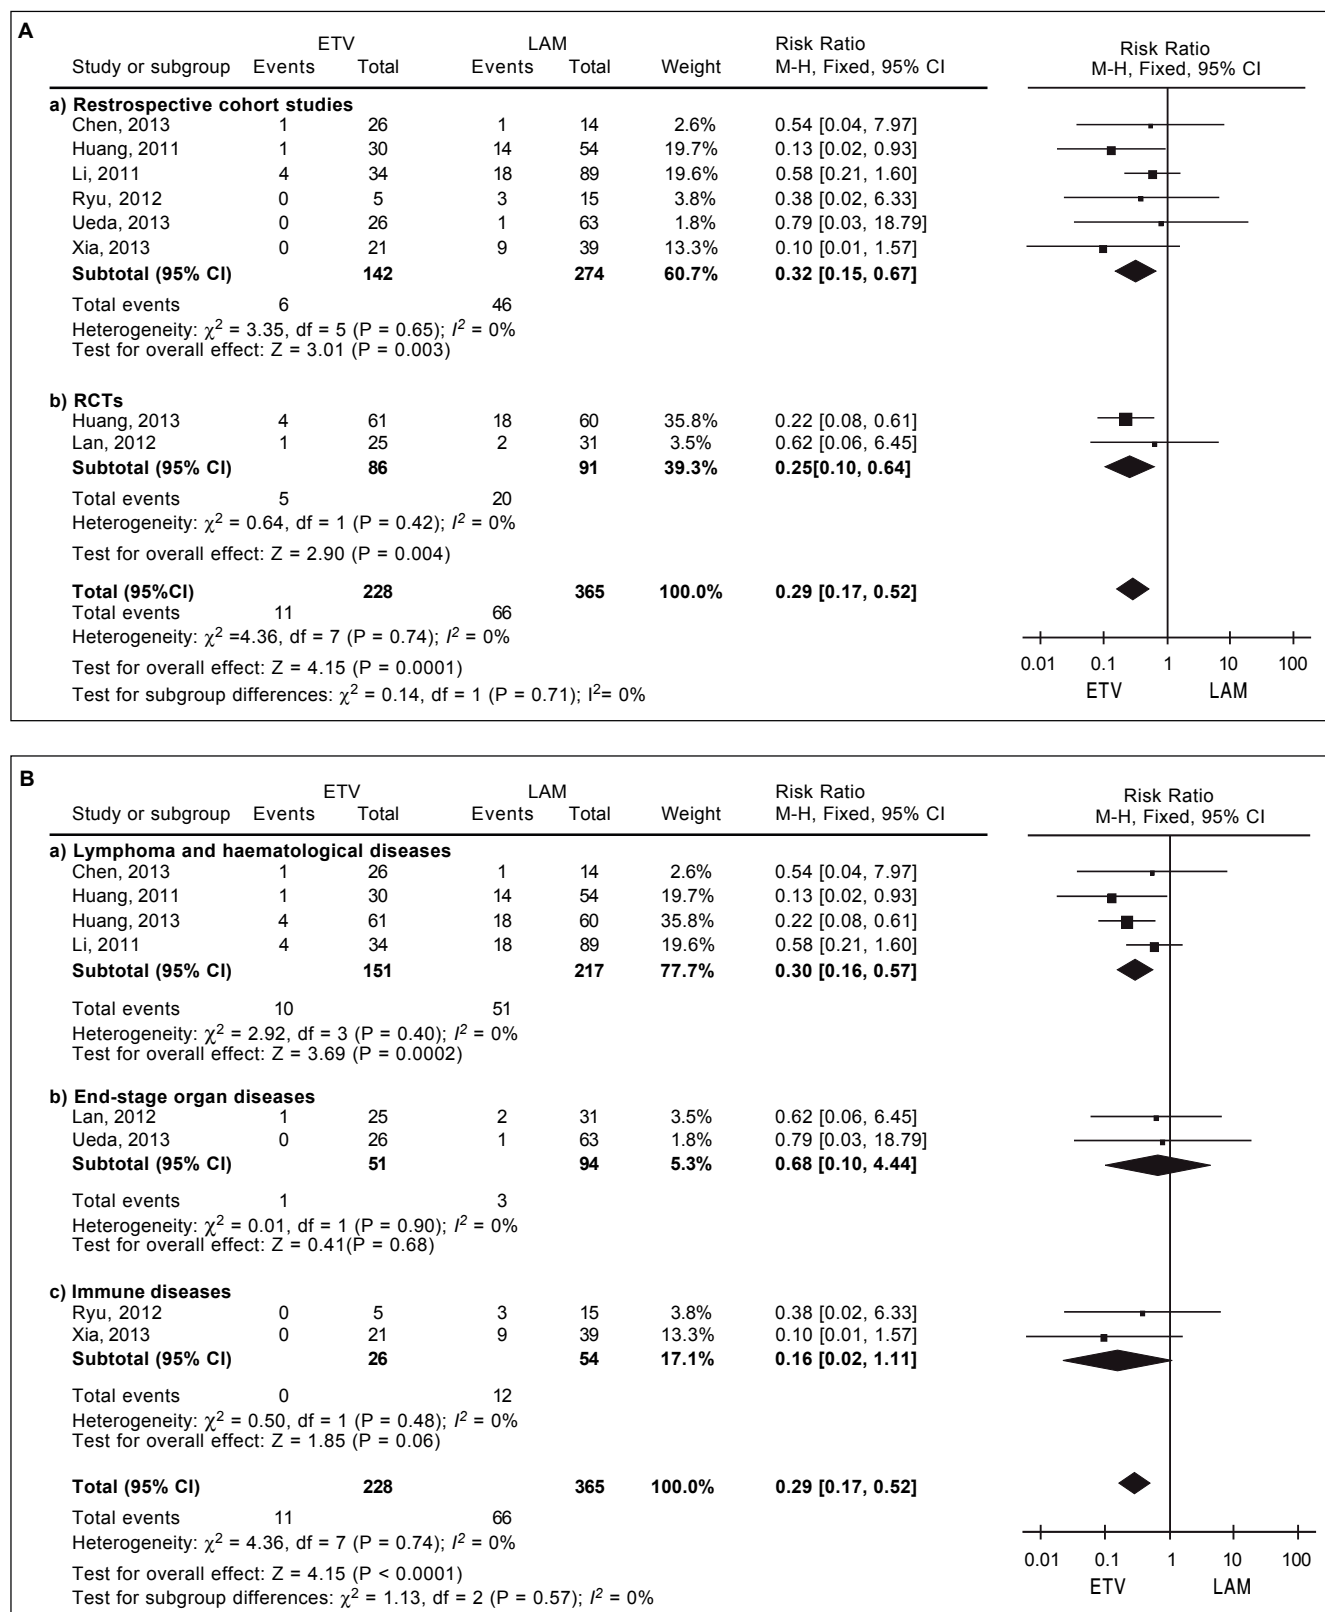 A
ETV LAM Risk Ratio Risk Ratio
Study or subgroup Events Total Events Total Weight M-H, Fixed, 95% CI M-H, Fixed, 95% CI
a) Restrospective cohort studies
Chen, 2013 1 26 1 14 2.6% 0.54 [0.04, 7.97]
Huang, 2011 1 30 14 54 19.7% 0.13 [0.02, 0.93]
Li, 2011 4 34 18 89 19.6% 0.58 [0.21, 1.60]
Ryu, 2012 0 5 3 15 3.8% 0.38 [0.02, 6.33]
Ueda, 2013 0 26 1 63 1.8% 0.79 [0.03, 18.79]
Xia, 2013 0 21 9 39 13.3% 0.10 [0.01, 1.57]
Subtotal (95% CI) 142 274 60.7% 0.32 [0.15, 0.67]
Total events 6 46
Heterogeneity: χ² = 3.35, df = 5 (P = 0.65); I² = 0%
Test for overall effect: Z = 3.01 (P = 0.003)
b) RCTs
Huang, 2013 4 61 18 60 35.8% 0.22 [0.08, 0.61]
Lan, 2012 1 25 2 31 3.5% 0.62 [0.06, 6.45]
Subtotal (95% CI) 86 91 39.3% 0.25[0.10, 0.64]
Total events 5 20
Heterogeneity: χ² = 0.64, df = 1 (P = 0.42); I² = 0%
Test for overall effect: Z = 2.90 (P = 0.004)
Total (95%CI) 228 365 100.0% 0.29 [0.17, 0.52]
Total events 11 66
Heterogeneity: χ² =4.36, df = 7 (P = 0.74); I² = 0%
Test for overall effect: Z = 4.15 (P = 0.0001)
Test for subgroup differences: χ² = 0.14, df = 1 (P = 0.71); I²= 0%
0.01 0.1 1 10 100
ETV LAM
B
ETV LAM Risk Ratio Risk Ratio
Study or subgroup Events Total Events Total Weight M-H, Fixed, 95% CI M-H, Fixed, 95% CI
a) Lymphoma and haematological diseases
Chen, 2013 1 26 1 14 2.6% 0.54 [0.04, 7.97]
Huang, 2011 1 30 14 54 19.7% 0.13 [0.02, 0.93]
Huang, 2013 4 61 18 60 35.8% 0.22 [0.08, 0.61]
Li, 2011 4 34 18 89 19.6% 0.58 [0.21, 1.60]
Subtotal (95% CI) 151 217 77.7% 0.30 [0.16, 0.57]
Total events 10 51
Heterogeneity: χ² = 2.92, df = 3 (P = 0.40); I² = 0%
Test for overall effect: Z = 3.69 (P = 0.0002)
b) End-stage organ diseases
Lan, 2012 1 25 2 31 3.5% 0.62 [0.06, 6.45]
Ueda, 2013 0 26 1 63 1.8% 0.79 [0.03, 18.79]
Subtotal (95% CI) 51 94 5.3% 0.68 [0.10, 4.44]
Total events 1 3
Heterogeneity: χ² = 0.01, df = 1 (P = 0.90); I² = 0%
Test for overall effect: Z = 0.41(P = 0.68)
c) Immune diseases
Ryu, 2012 0 5 3 15 3.8% 0.38 [0.02, 6.33]
Xia, 2013 0 21 9 39 13.3% 0.10 [0.01, 1.57]
Subtotal (95% CI) 26 54 17.1% 0.16 [0.02, 1.11]
Total events 0 12
Heterogeneity: χ² = 0.50, df = 1 (P = 0.48); I² = 0%
Test for overall effect: Z = 1.85 (P = 0.06)
Total (95% CI) 228 365 100.0% 0.29 [0.17, 0.52]
Total events 11 66
Heterogeneity: χ² = 4.36, df = 7 (P = 0.74); I² = 0%
Test for overall effect: Z = 4.15 (P < 0.0001)
Test for subgroup differences: χ² = 1.13, df = 2 (P = 0.57); I² = 0%
0.01 0.1 1 10 100
ETV LAM